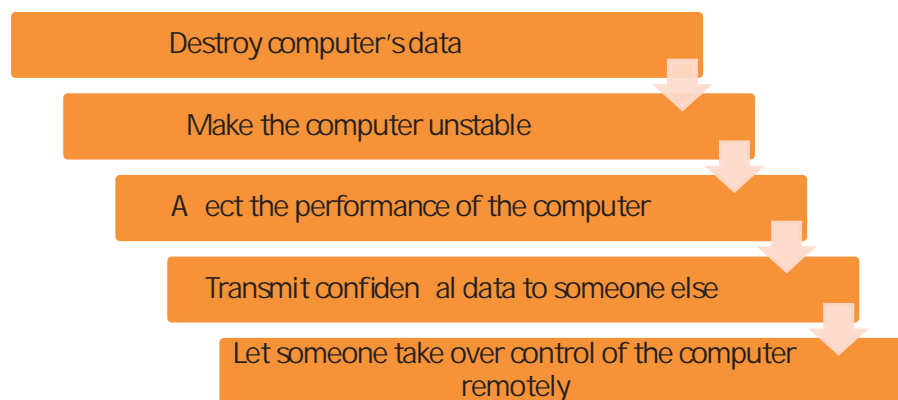 Destroy computer's data
Make the computer unstable
A ect the performance of the computer
Transmit confiden al data to someone else
Let someone take over control of the computer
remotely